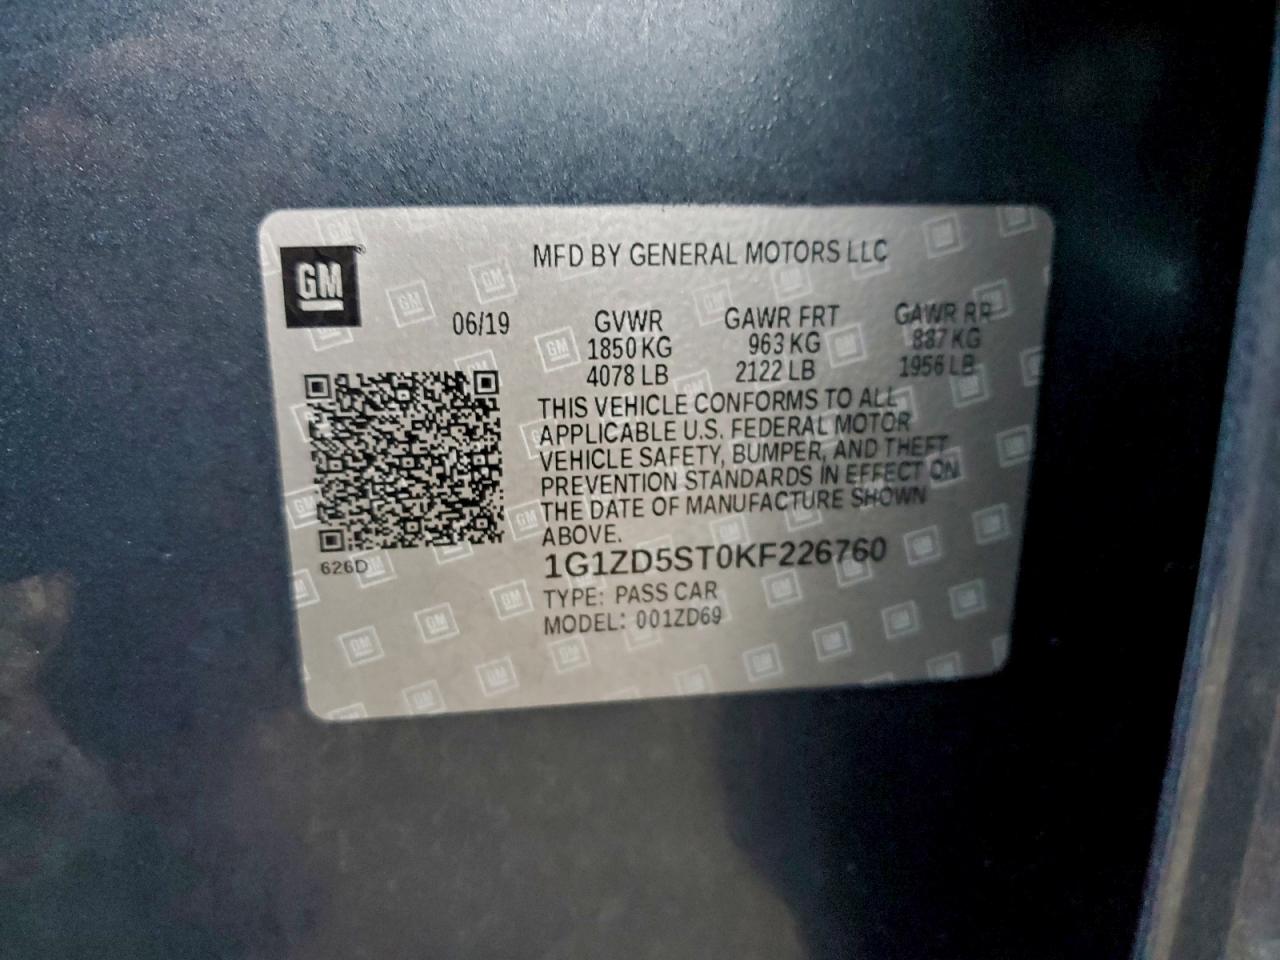 GM
MFD BY GENERAL MOTORS LLC
06/19 GVWR GAWR FRT GAWR RR
1850 KG 963 KG 887 KG
4078 LB 2122 LB 1956 LB
THIS VEHICLE CONFORMS TO ALL
APPLICABLE U.S. FEDERAL MOTOR
VEHICLE SAFETY, BUMPER, AND THEFT
PREVENTION STANDARDS IN EFFECT ON
THE DATE OF MANUFACTURE SHOWN
ABOVE.
626D
1G1ZD5ST0KF226760
TYPE: PASS CAR
MODEL: 001ZD69